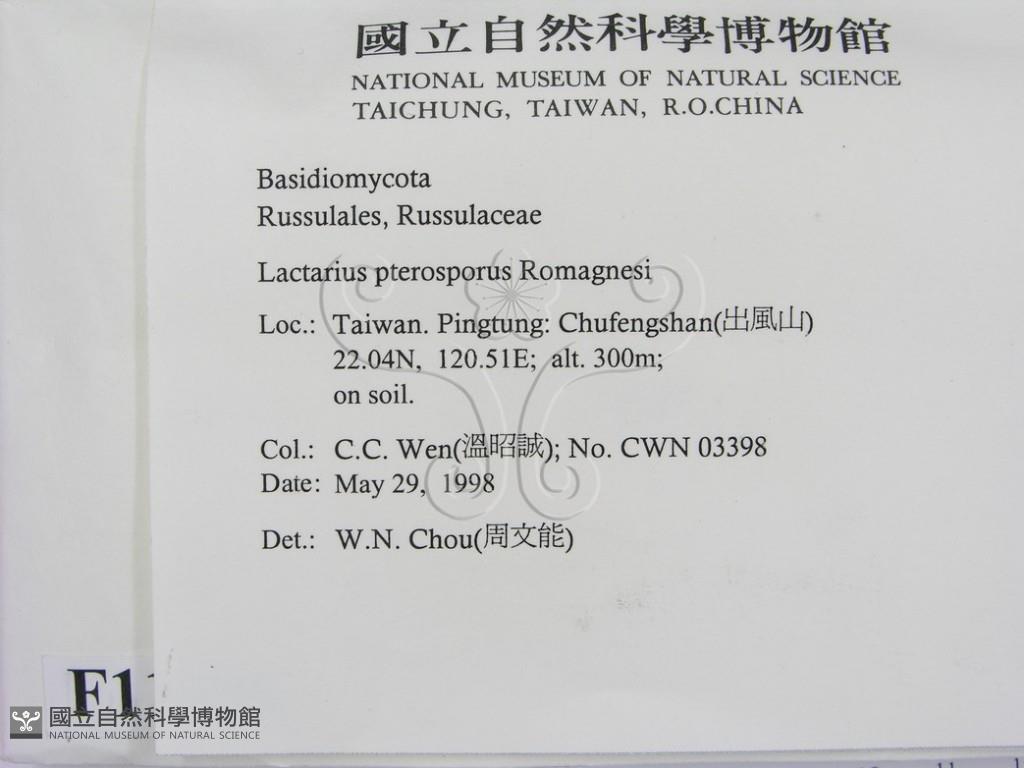 國立自然科學博物館
NATIONAL MUSEUM OF NATURAL SCIENCE
TAICHUNG, TAIWAN, R.O.CHINA
Basidiomycota
Russulales, Russulaceae
Lactarius pterosporus Romagnesi
Loc.: Taiwan. Pingtung: Chufengshan(出風山)
22.04N, 120.51E; alt. 300m;
on soil.
Col.: C.C. Wen(溫昭誠); No. CWN 03398
Date: May 29, 1998
Det.: W.N. Chou(周文能)
國立自然科學博物館
NATIONAL MUSEUM OF NATURAL SCIENCE